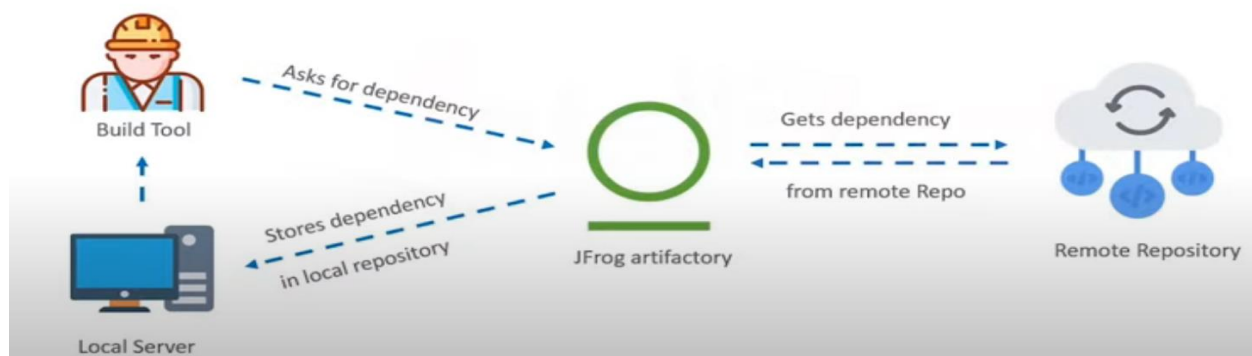 Asks for dependency
Build Tool
Gets dependency
from remote Repo
Stores dependency
in local repository
JFrog artifactory
Remote Repository
Local Server